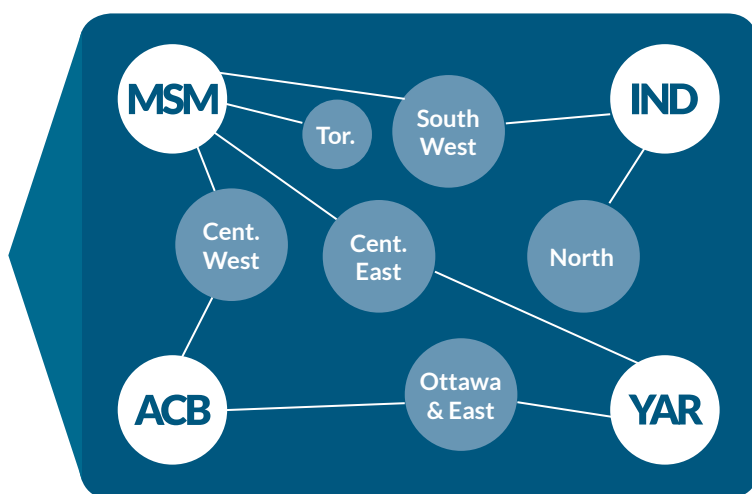 MSM
IND
South
West
Tor.
Cent.
West
Cent.
East
North
Ottawa
& East
ACB
YAR